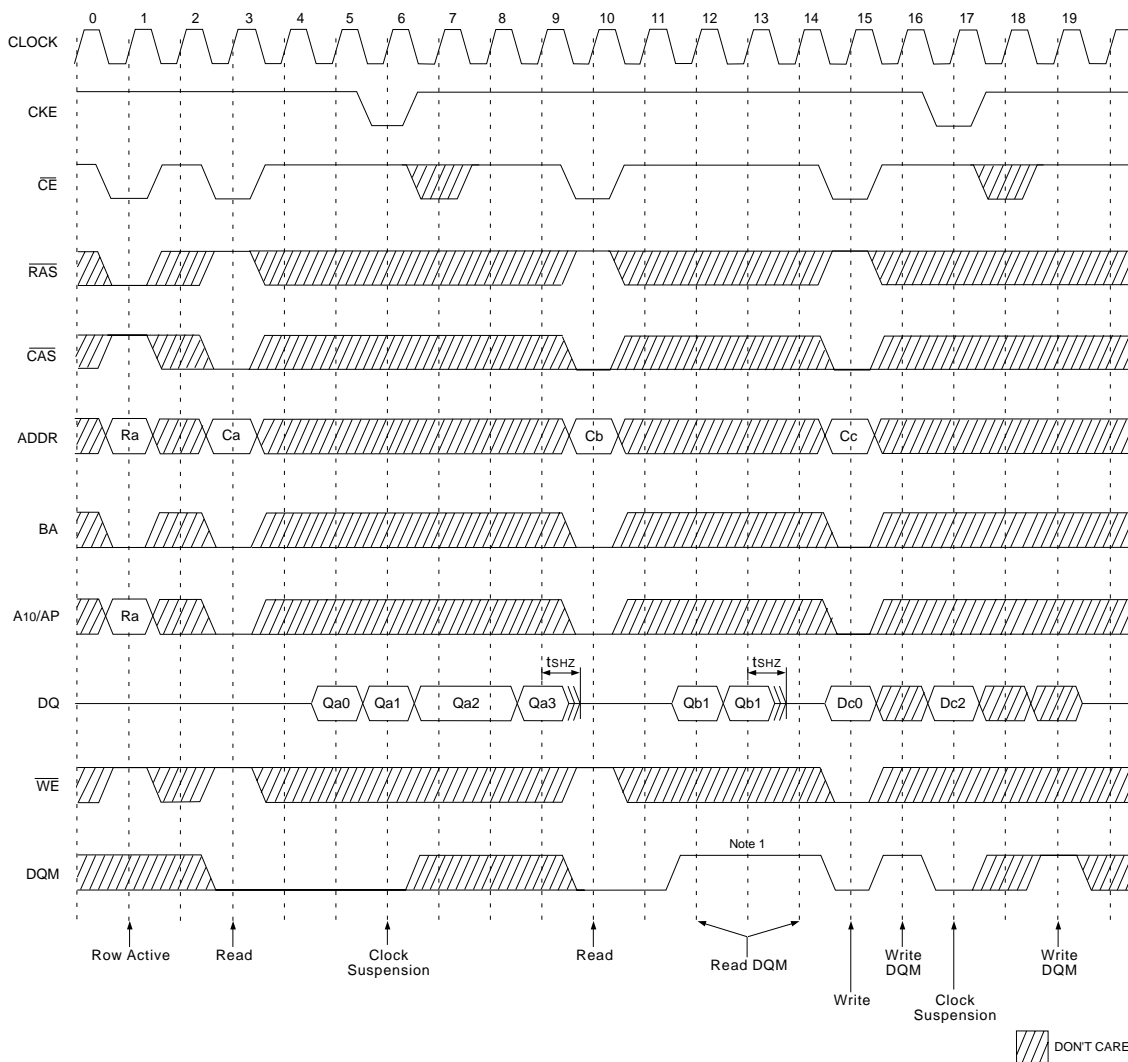 0 1 2 3 4 5 6 7 8 9 10 11 12 13 14 15 16 17 18 19
CLOCK
CKE
CE
RAS
CAS
ADDR Ra Ca Cb Cc
BA
A10/AP Ra
tSHZ tSHZ
DQ Qa0 Qa1 Qa2 Qa3 Qb1 Qb1 Dc0 Dc2
WE
Note 1
DQM
Row Active Read Clock Suspension Read Read DQM Write DQM Write DQM
Write Clock Suspension
DON'T CARE